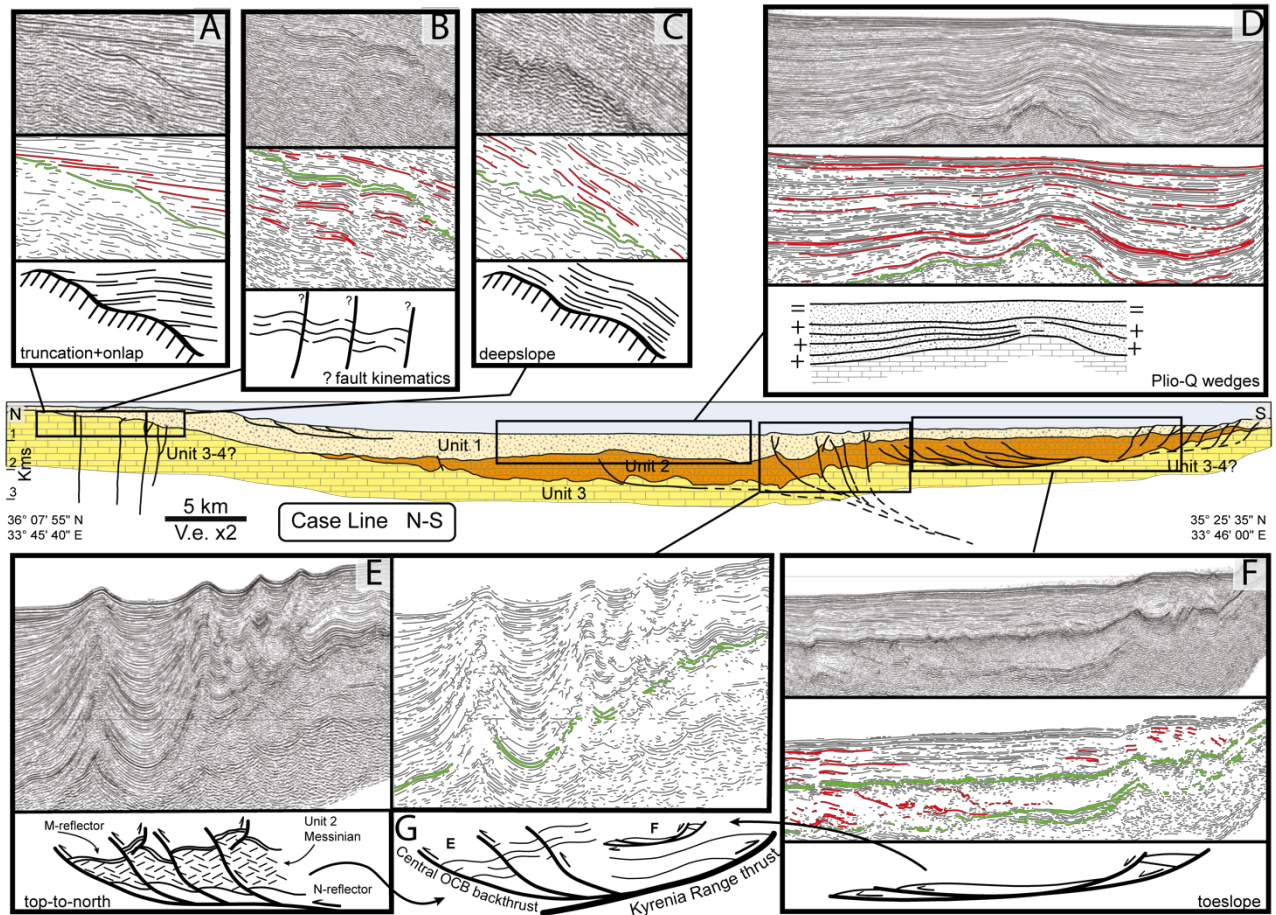 A
B
C
D
truncation+onlap
?
?
?
? fault kinematics
deepslope
=
+
+
=
+
+
Plio-Q wedges
N
S
1
2
3
Kms
Unit 3-4?
Unit 1
Unit 2
Unit 3
Unit 3-4?
36° 07' 55" N
33° 45' 40" E
5 km
V.e. x2
Case Line N-S
35° 25' 35" N
33° 46' 00" E
E
F
M-reflector
Unit 2
Messinian
N-reflector
top-to-north
G
E
F
Central OCB backthrust
Kyrenia Range thrust
toeslope